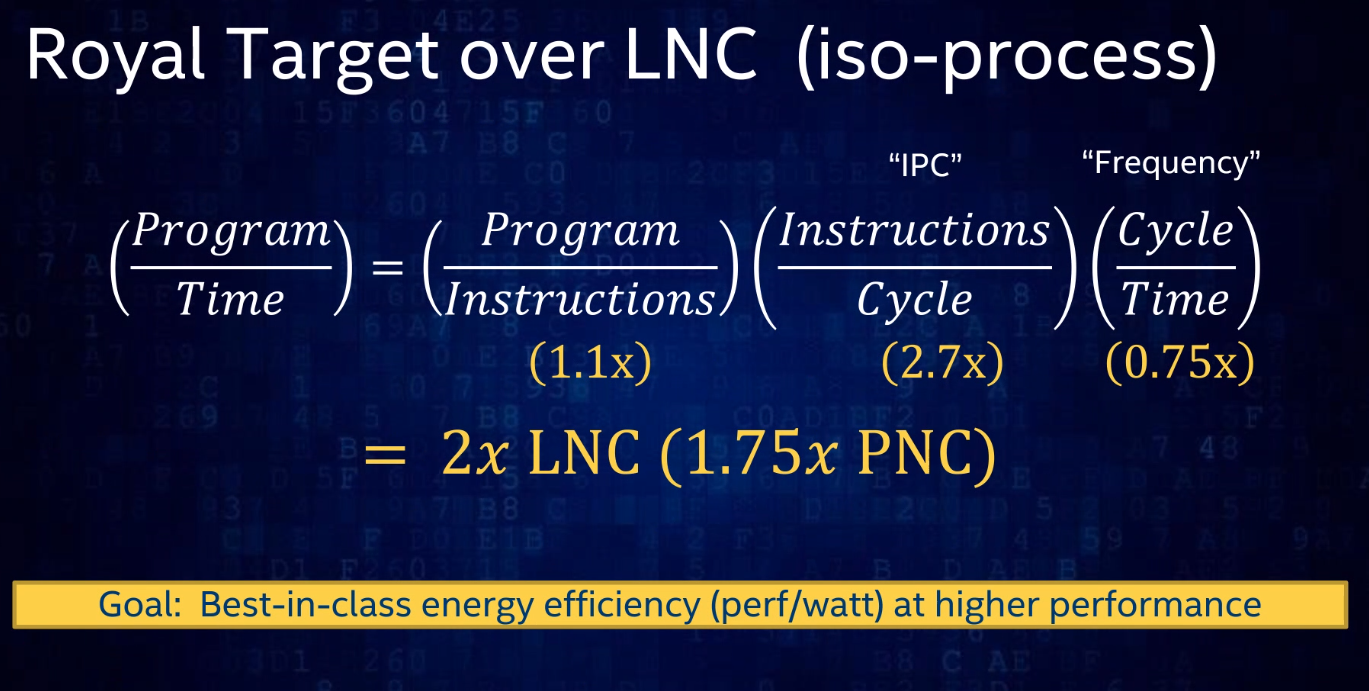 Royal Target over LNC (iso-process)
“IPC” “Frequency”
(Program/Time) = (Program/Instructions) (Instructions/Cycle) (Cycle/Time)
(1.1x) (2.7x) (0.75x)
= 2x LNC (1.75x PNC)
Goal: Best-in-class energy efficiency (perf/watt) at higher performance